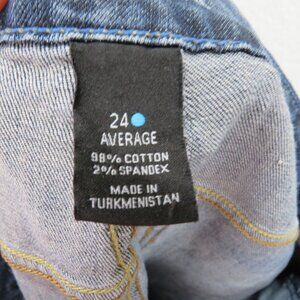 24
AVERAGE
98% COTTON
2% SPANDEX
MADE IN
TURKMENISTAN